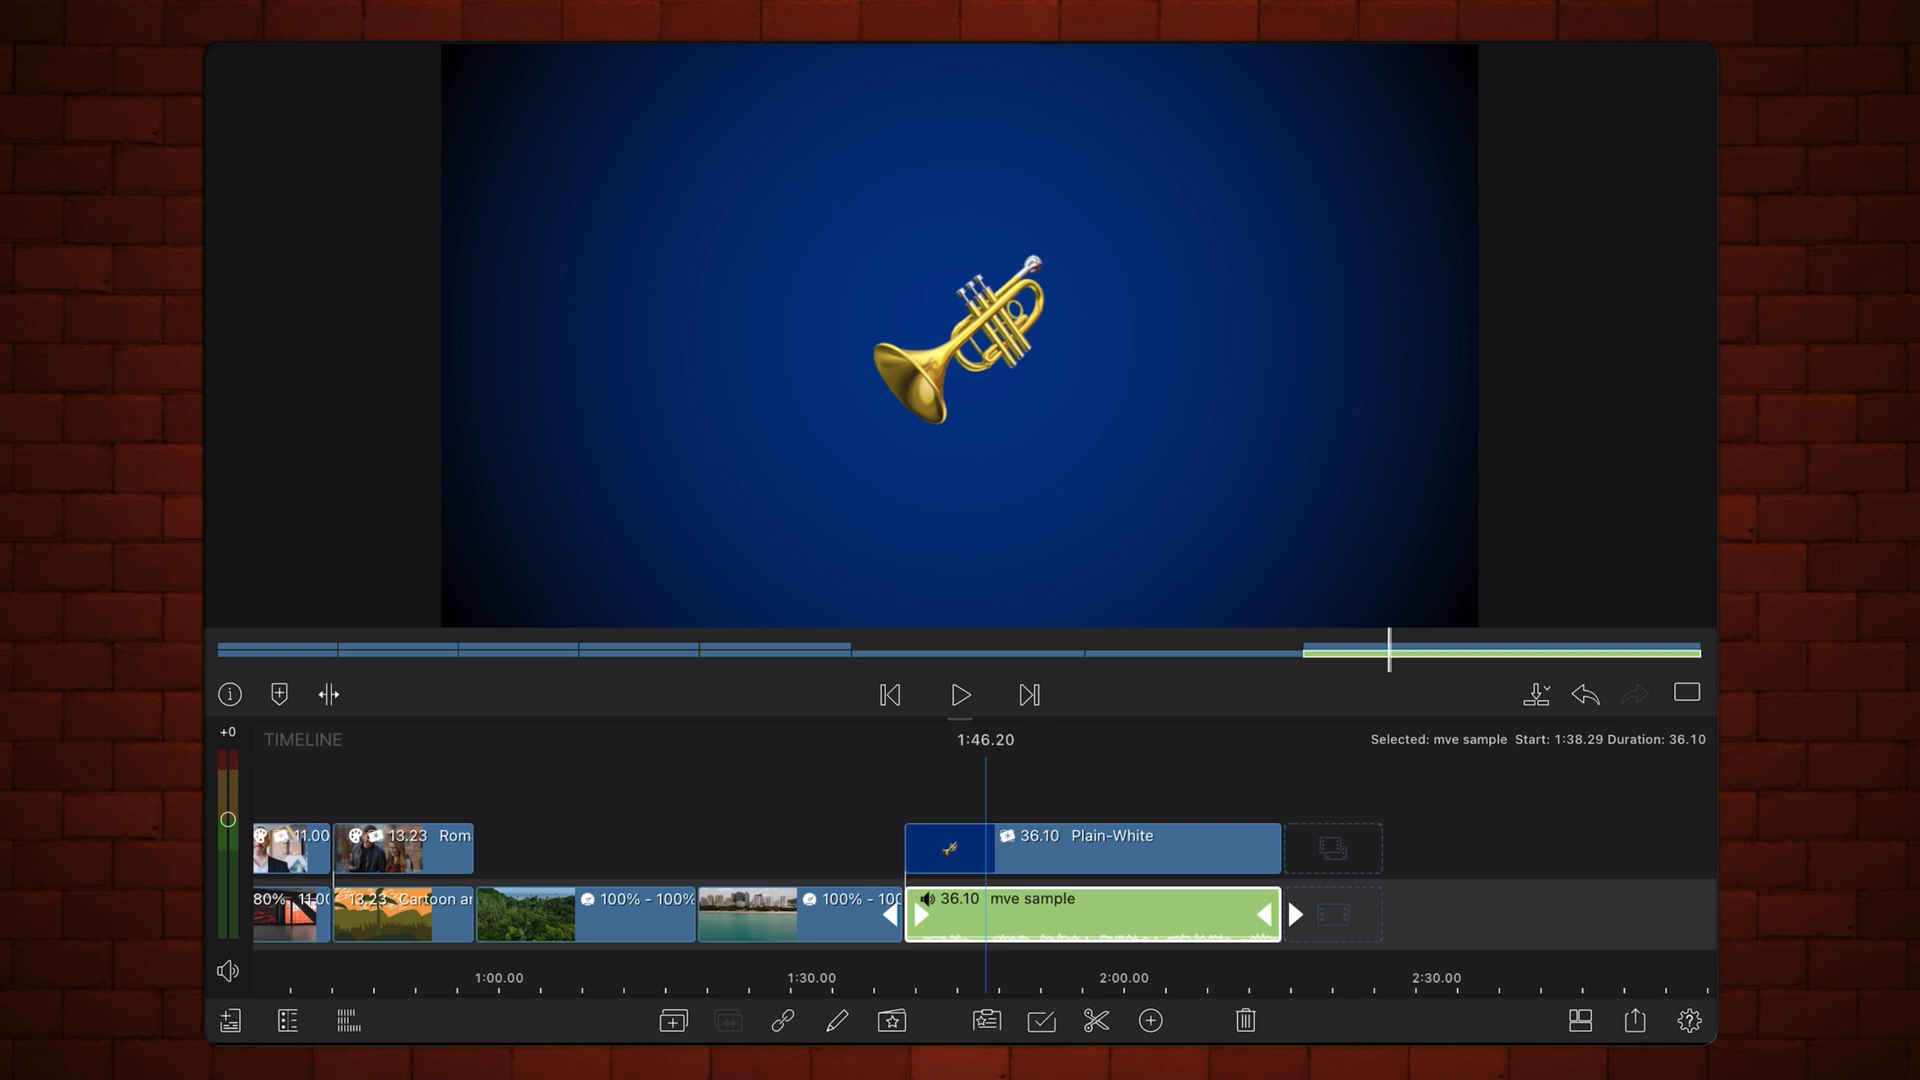 +0
TIMELINE
1:46.20
Selected: mve sample Start: 1:38.29 Duration: 36.10
11.00
13.23 Rom
36.10 Plain-White
80% - 11.00
13.23 Cartoon ar
100% - 100%
100% - 100
36.10 mve sample
1:00.00
1:30.00
2:00.00
2:30.00